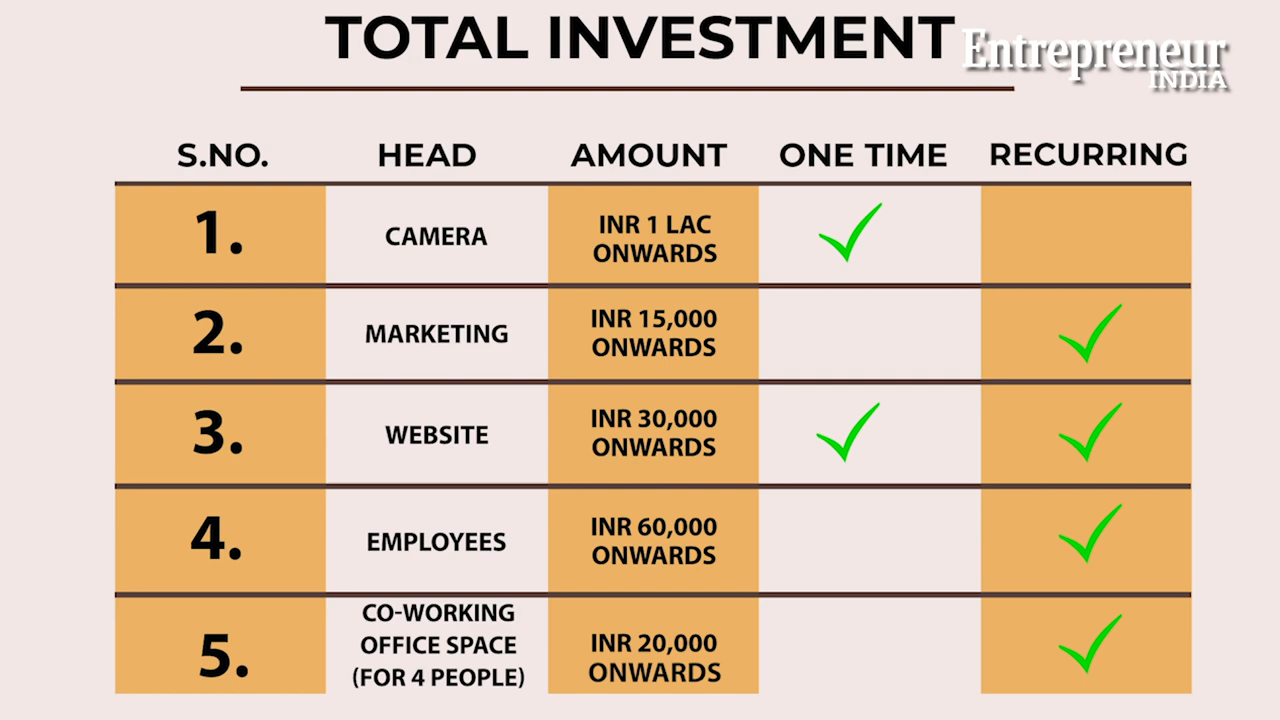 TOTAL INVESTMENT
Entrepreneur
INDIA
S.NO. HEAD AMOUNT ONE TIME RECURRING
1. CAMERA INR 1 LAC
ONWARDS
2. MARKETING INR 15,000
ONWARDS
3. WEBSITE INR 30,000
ONWARDS
4. EMPLOYEES INR 60,000
ONWARDS
5. CO-WORKING
OFFICE SPACE
(FOR 4 PEOPLE)
INR 20,000
ONWARDS